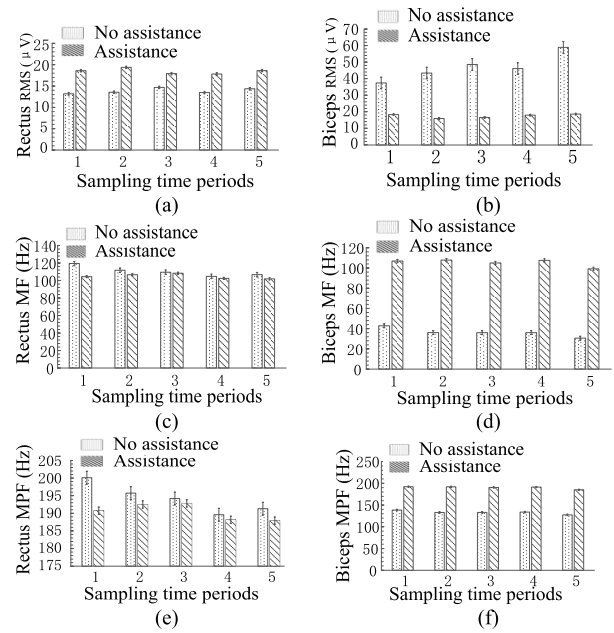 No assistance
Assistance
Rectus RMS (μV)
25
20
15
10
5
0
1 2 3 4 5
Sampling time periods
(a)
No assistance
Assistance
Biceps RMS (μV)
70
60
50
40
30
20
10
0
1 2 3 4 5
Sampling time periods
(b)
No assistance
Assistance
Rectus MF (Hz)
140
120
100
80
60
40
20
0
1 2 3 4 5
Sampling time periods
(c)
No assistance
Assistance
Biceps MF (Hz)
120
100
80
60
40
20
0
1 2 3 4 5
Sampling time periods
(d)
No assistance
Assistance
Rectus MPF (Hz)
205
200
195
190
185
180
175
1 2 3 4 5
Sampling time periods
(e)
No assistance
Assistance
Biceps MPF (Hz)
250
200
150
100
50
0
1 2 3 4 5
Sampling time periods
(f)